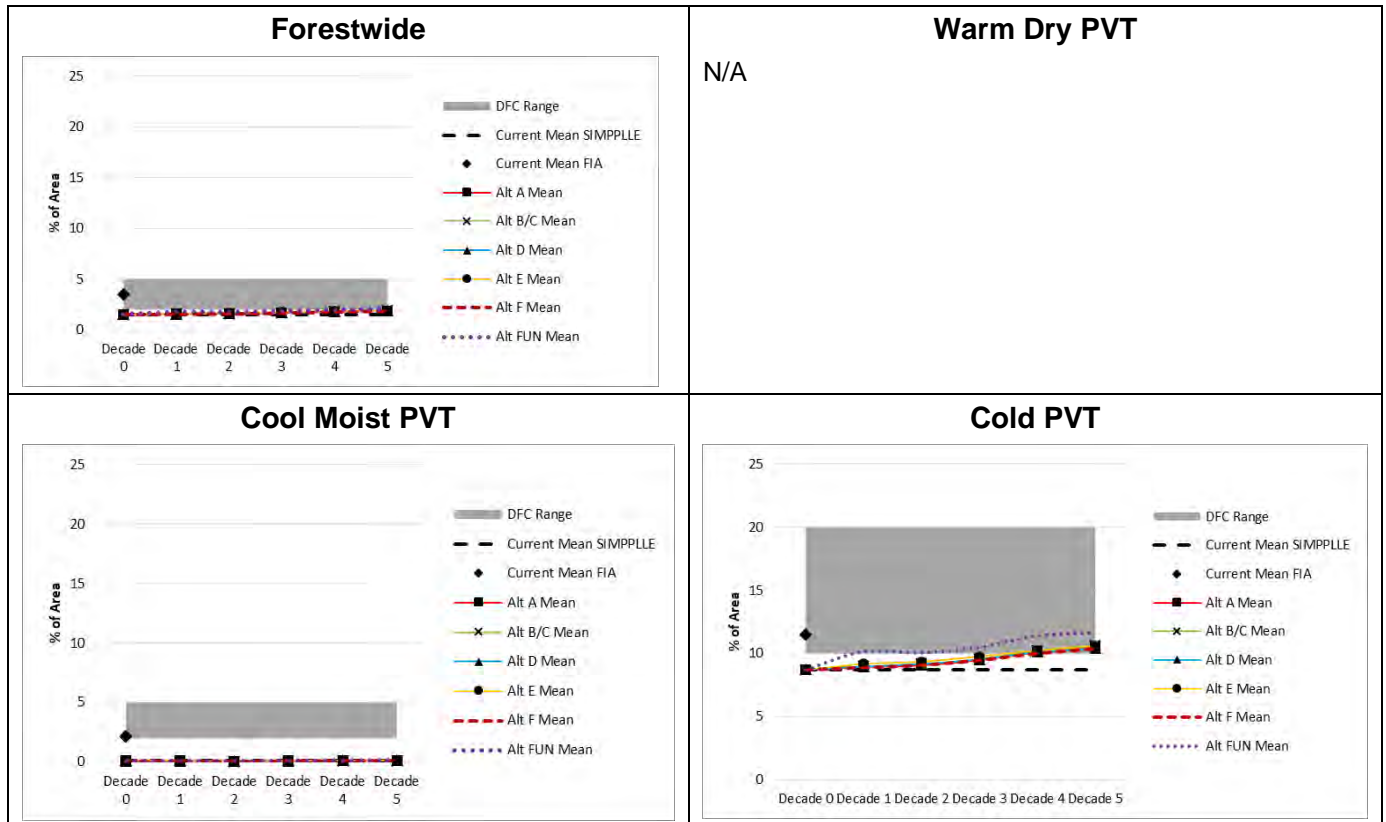 Forestwide
25
20
15
10
5
0
% of Area
Decade 0
Decade 1
Decade 2
Decade 3
Decade 4
Decade 5
DFC Range
Current Mean SIMPPLLE
Current Mean FIA
Alt A Mean
Alt B/C Mean
Alt D Mean
Alt E Mean
Alt F Mean
Alt FUN Mean
Warm Dry PVT
N/A
Cool Moist PVT
25
20
15
10
5
0
% of Area
Decade 0
Decade 1
Decade 2
Decade 3
Decade 4
Decade 5
DFC Range
Current Mean SIMPPLLE
Current Mean FIA
Alt A Mean
Alt B/C Mean
Alt D Mean
Alt E Mean
Alt F Mean
Alt FUN Mean
Cold PVT
25
20
15
10
5
0
% of Area
Decade 0 Decade 1 Decade 2 Decade 3 Decade 4 Decade 5
DFC Range
Current Mean SIMPPLLE
Current Mean FIA
Alt A Mean
Alt B/C Mean
Alt D Mean
Alt E Mean
Alt F Mean
Alt FUN Mean